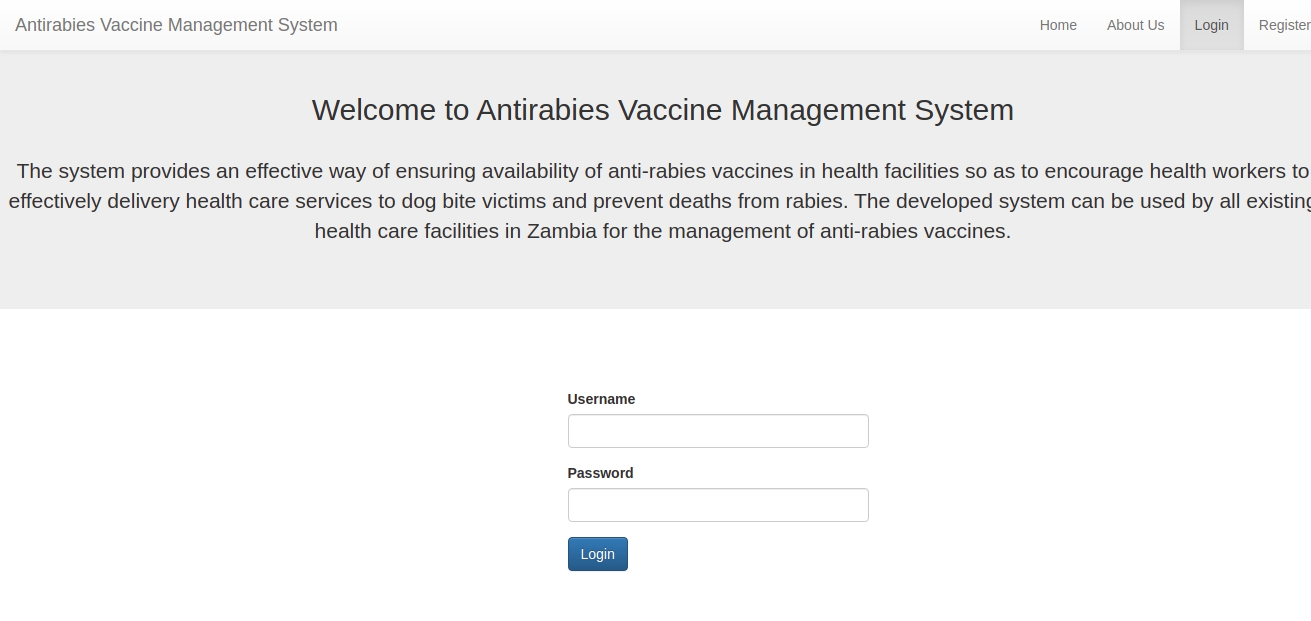 Antirabies Vaccine Management System
Home
About Us
Login
Register
Welcome to Antirabies Vaccine Management System
The system provides an effective way of ensuring availability of anti-rabies vaccines in health facilities so as to encourage health workers to
effectively delivery health care services to dog bite victims and prevent deaths from rabies. The developed system can be used by all existing
health care facilities in Zambia for the management of anti-rabies vaccines.
Username
Password
Login